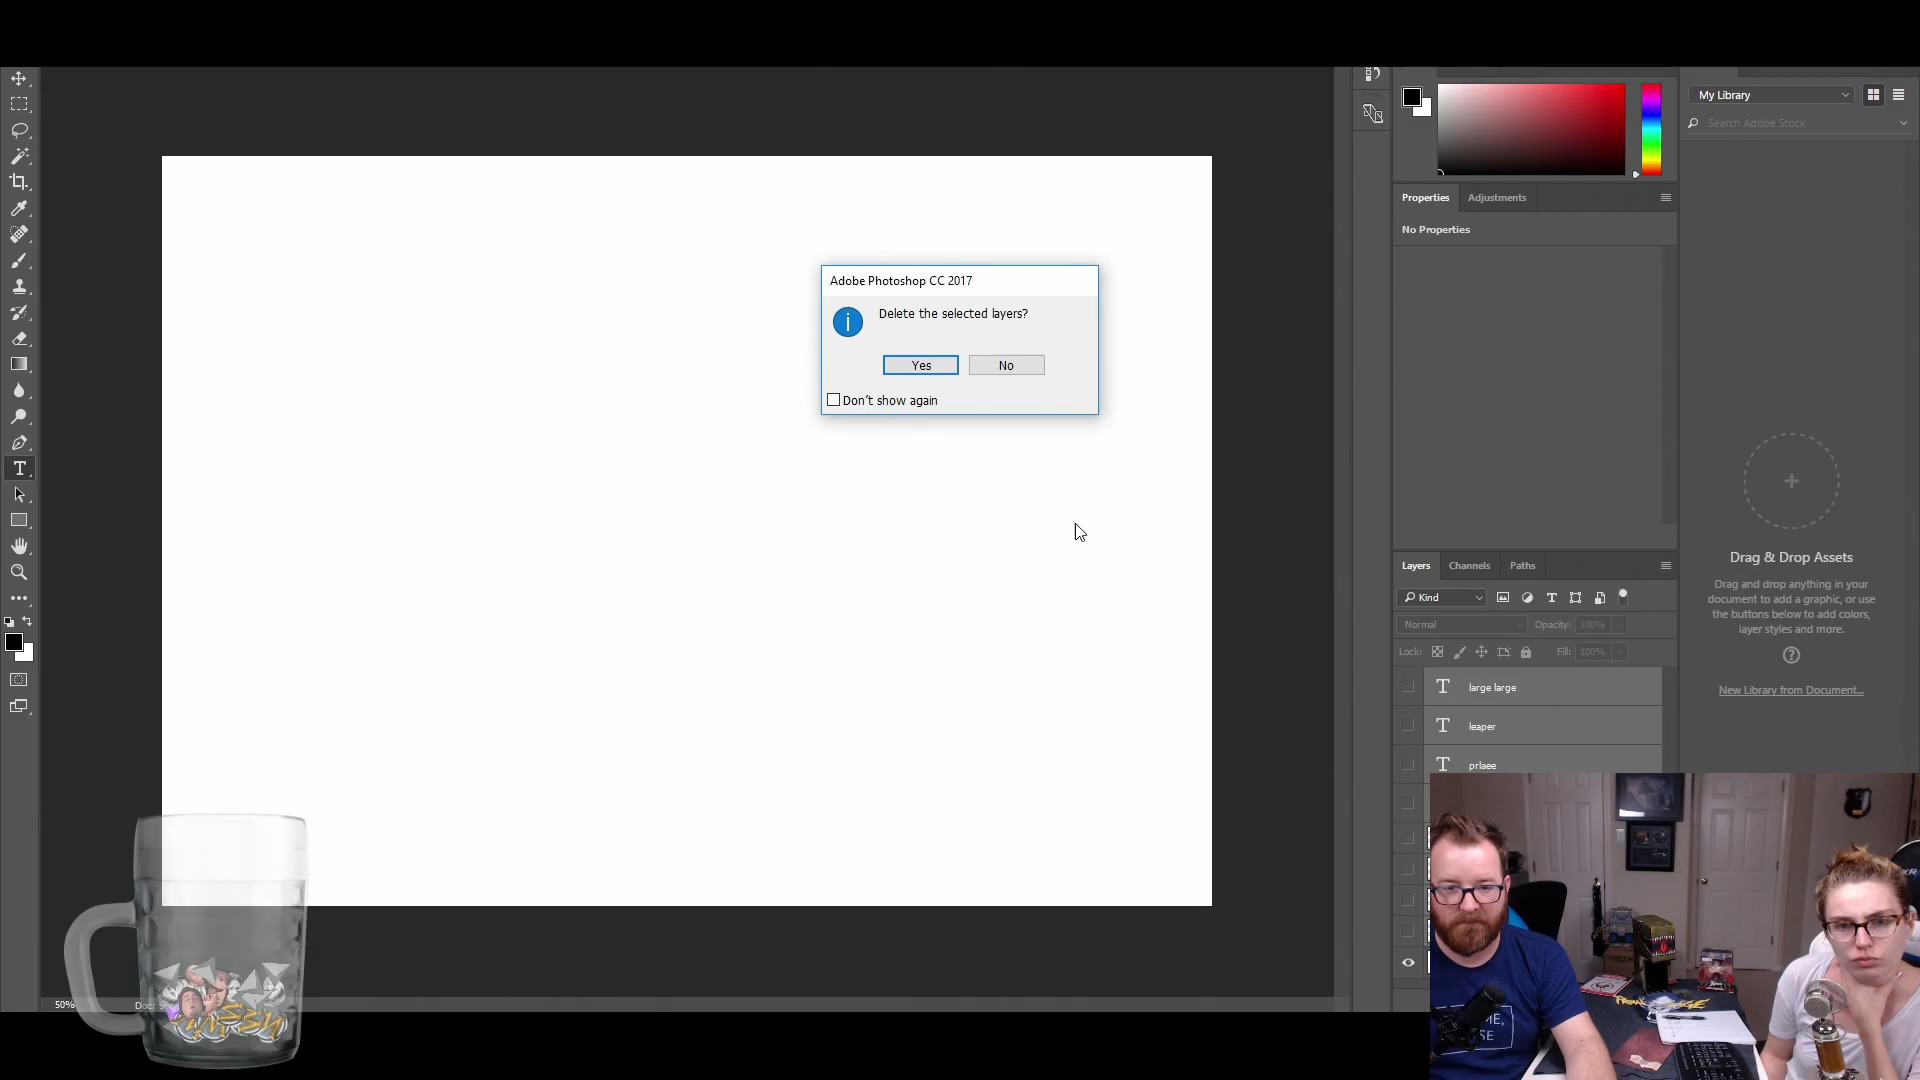 My Library
Search Adobe Stock
Properties
Adjustments
No Properties
Adobe Photoshop CC 2017
Delete the selected layers?
Yes
No
Don't show again
Drag & Drop Assets
Drag and drop anything in your
document to add a graphic, or use
the buttons below to add colors,
layer styles and more.
New Library from Document...
Layers
Channels
Paths
Kind
Normal
Opacity: 100%
Lock:
Fill: 100%
large large
leaper
prlaee
50%
Doc: